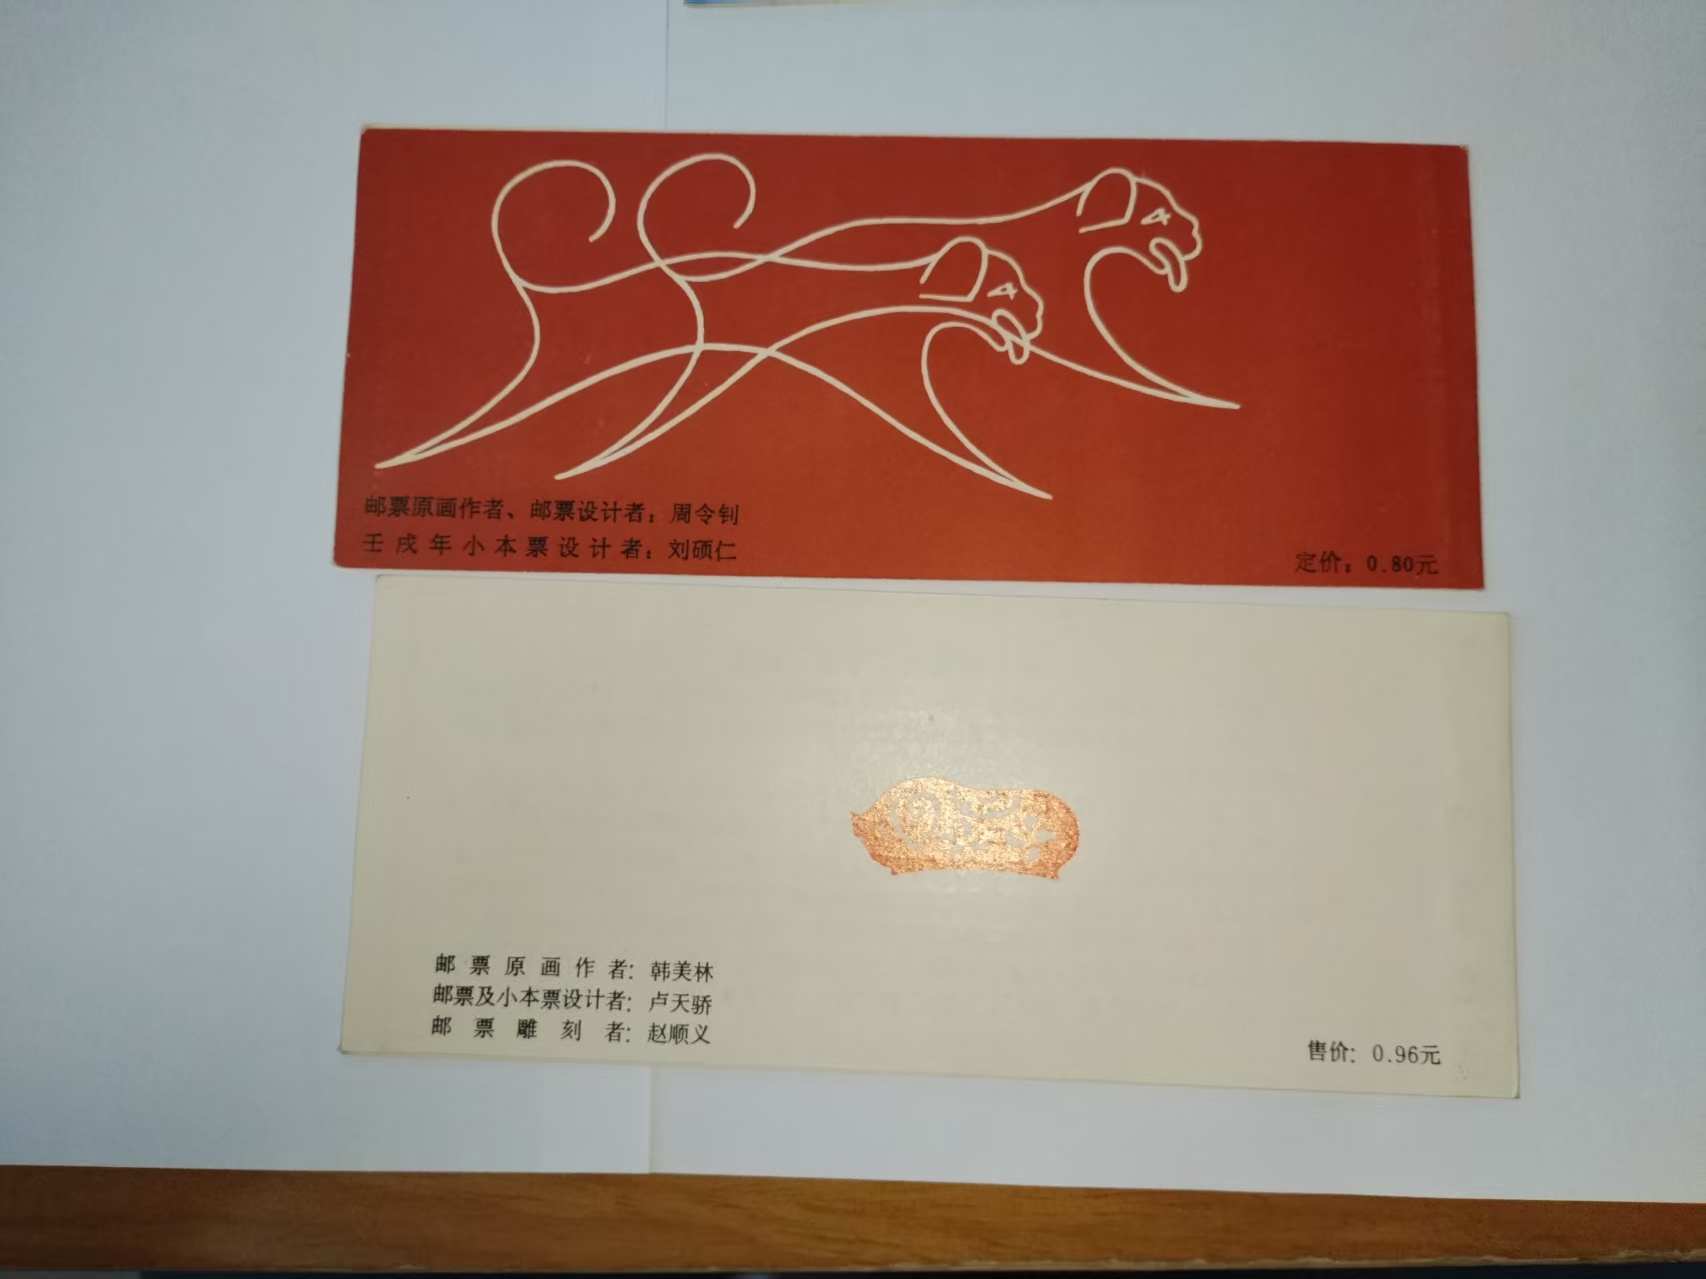 邮票原画作者、邮票设计者：周令钊
壬戌年小本票设计者：刘硕仁
定价：0.80元
邮票原画作者：韩美林
邮票及小本票设计者：卢天骄
邮票雕刻者：赵顺义
售价：0.96元